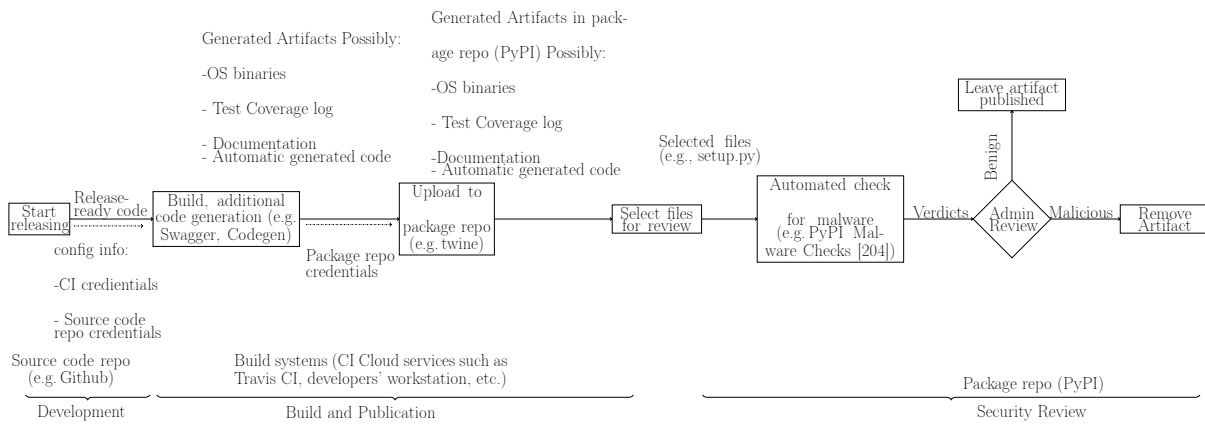 Generated Artifacts Possibly:
-OS binaries
- Test Coverage log
- Documentation
- Automatic generated code
Generated Artifacts in pack-
age repo (PyPI) Possibly:
-OS binaries
- Test Coverage log
-Documentation
- Automatic generated code
Start
releasing
Release-
ready code
config info:
-CI credientials
- Source code
repo credentials
Build, additional
code generation (e.g.
Swagger, Codegen)
Package repo
credentials
Upload to
package repo
(e.g. twine)
Select files
for review
Selected files
(e.g., setup.py)
Automated check
for malware
(e.g. PyPI Mal-
ware Checks [204])
Verdicts
Admin
Review
Benign
Leave artifact
published
Malicious
Remove
Artifact
Source code repo
(e.g. Github)
Development
Build systems (CI Cloud services such as
Travis CI, developers' workstation, etc.)
Build and Publication
Package repo (PyPI)
Security Review